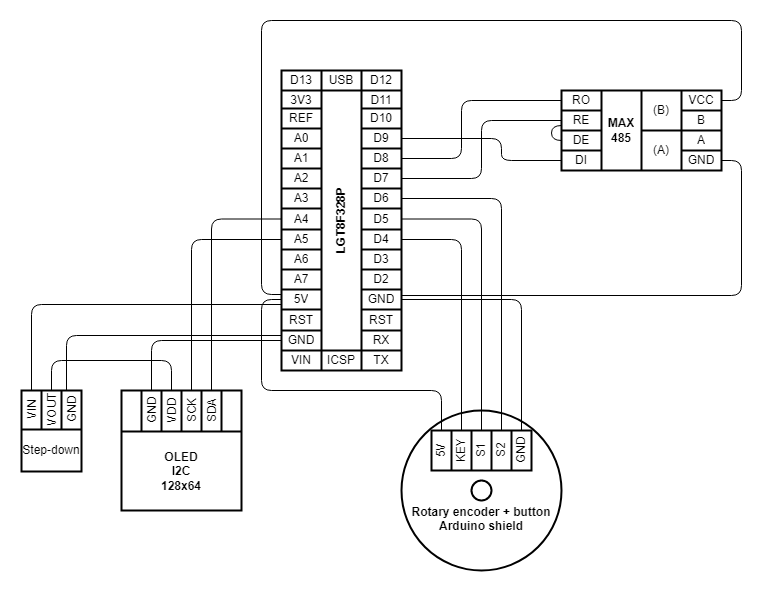 D13 USB D12
3V3 D11
REF D10
A0 D9
A1 D8
A2 D7
A3 D6
A4 D5
A5 D4
A6 D3
A7 D2
5V GND
RST RST
GND RX
VIN ICSP TX
LGT8F328P
RO VCC
RE B
DE A
DI GND
MAX
485
(B)
(A)
VIN VOUT GND
Step-down
GND VDD SCK SDA
OLED
I2C
128x64
5V KEY S1 S2 GND
Rotary encoder + button
Arduino shield